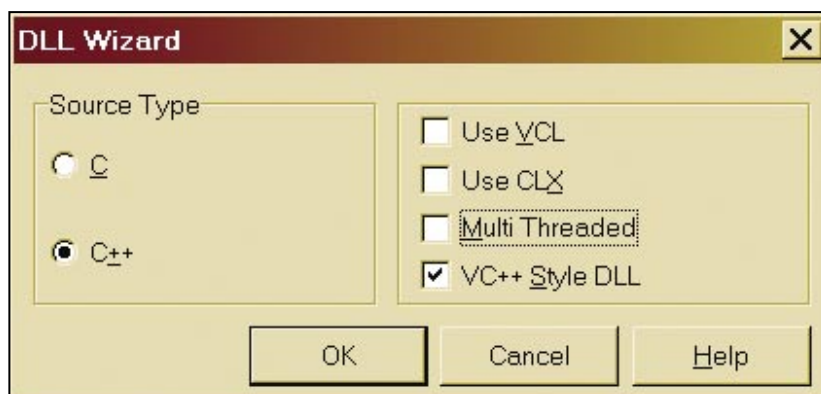 DLL Wizard
Source Type
C
C++
Use VCL
Use CLX
Multi Threaded
VC++ Style DLL
OK
Cancel
Help